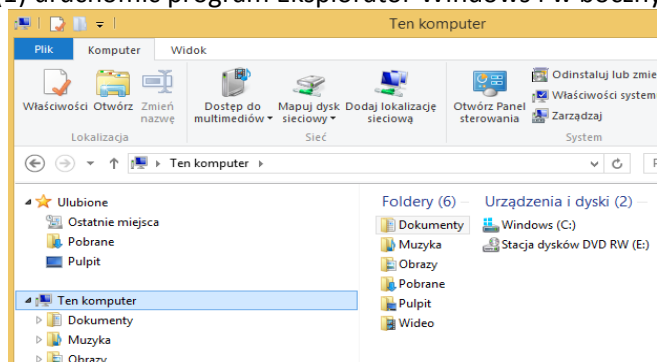 (1) uruchomić program Eksplorator Windows i w
Ten komputer
Plik Komputer Widok
Właściwości Otwórz Zmień nazwę
Dostęp do multimediów Mapuj dysk sieciowy Dodaj lokalizację sieciową
Otwórz Panel sterowania
Odinstaluj lub zmie
Właściwości system
Zarządzaj
Lokalizacja Sieć System
Ten komputer
Ulubione
Ostatnie miejsca
Pobrane
Pulpit
Ten komputer
Dokumenty
Muzyka
Obrazy
Foldery (6)
Dokumenty
Muzyka
Obrazy
Pobrane
Pulpit
Wideo
Urządzenia i dyski (2)
Windows (C:)
Stacja dysków DVD RW (E:)